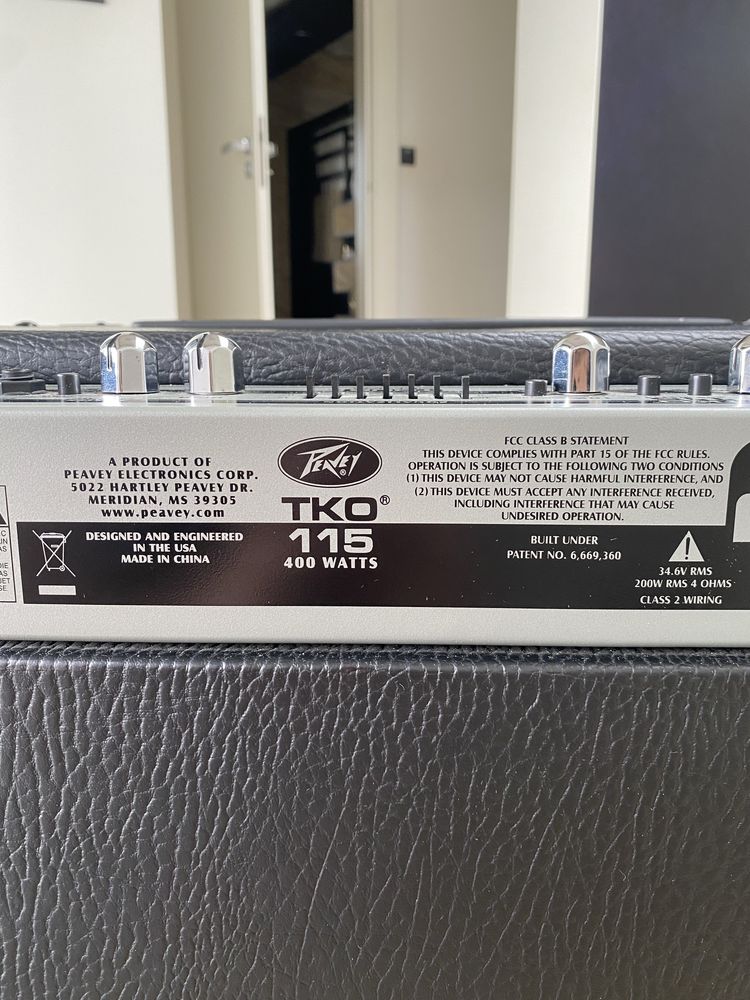 A PRODUCT OF
PEAVEY ELECTRONICS CORP.
5022 HARTLEY PEAVEY DR.
MERIDIAN, MS 39305
www.peavey.com
PEAVEY®
TKO®
115
400 WATTS
FCC CLASS B STATEMENT
THIS DEVICE COMPLIES WITH PART 15 OF THE FCC RULES.
OPERATION IS SUBJECT TO THE FOLLOWING TWO CONDITIONS
(1) THIS DEVICE MAY NOT CAUSE HARMFUL INTERFERENCE, AND
(2) THIS DEVICE MUST ACCEPT ANY INTERFERENCE RECEIVED,
INCLUDING INTERFERENCE THAT MAY CAUSE
UNDESIRED OPERATION.
DESIGNED AND ENGINEERED
IN THE USA
MADE IN CHINA
BUILT UNDER
PATENT NO. 6,669,360
34.6V RMS
200W RMS 4 OHMS
CLASS 2 WIRING